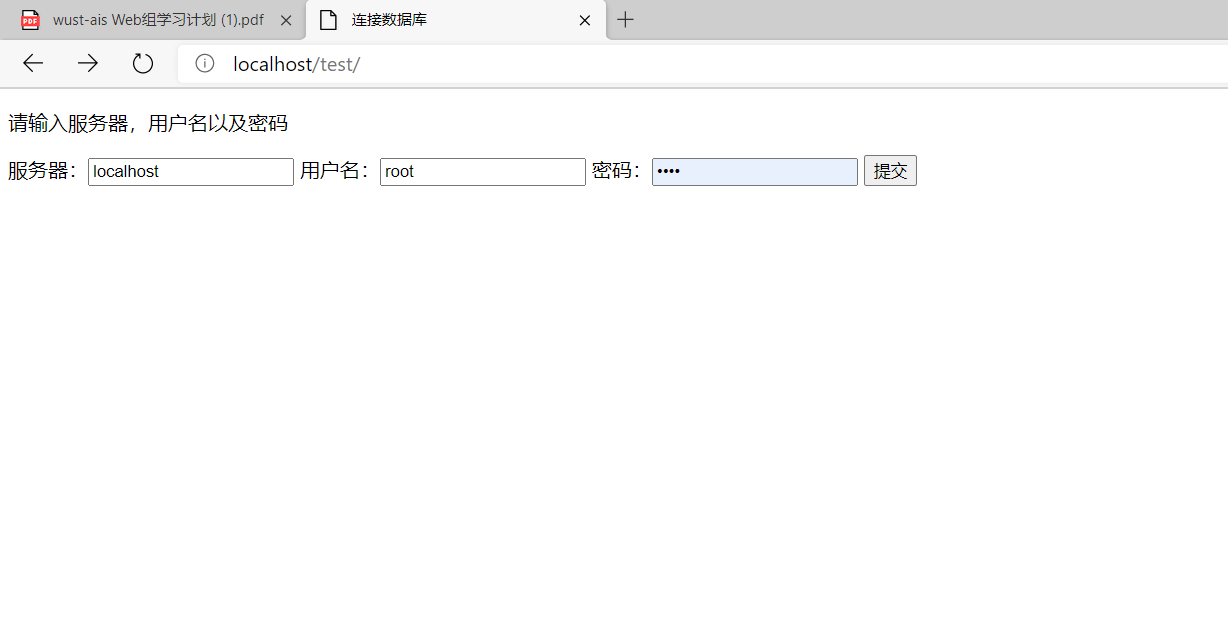 wust-ais Web组学习计划 (1).pdf 连接数据库
localhost/test/
请输入服务器，用户名以及密码
服务器：localhost 用户名：root 密码：•••• 提交